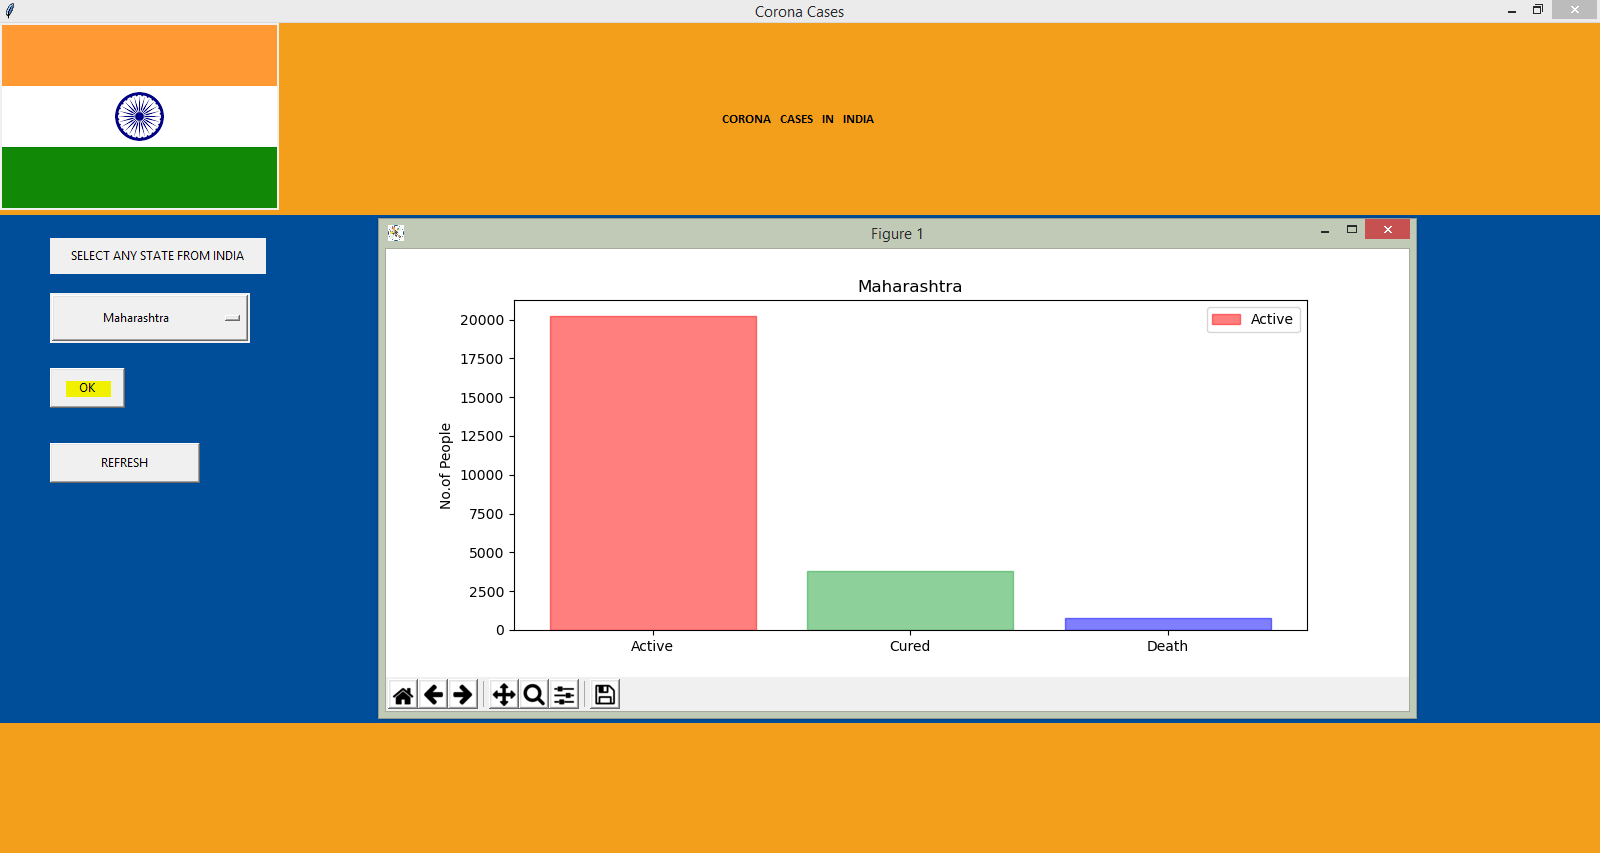 Corona Cases
CORONA CASES IN INDIA
SELECT ANY STATE FROM INDIA
Maharashtra
OK
REFRESH
Figure 1
Maharashtra
Active
No.of People
20000
17500
15000
12500
10000
7500
5000
2500
0
Active Cured Death